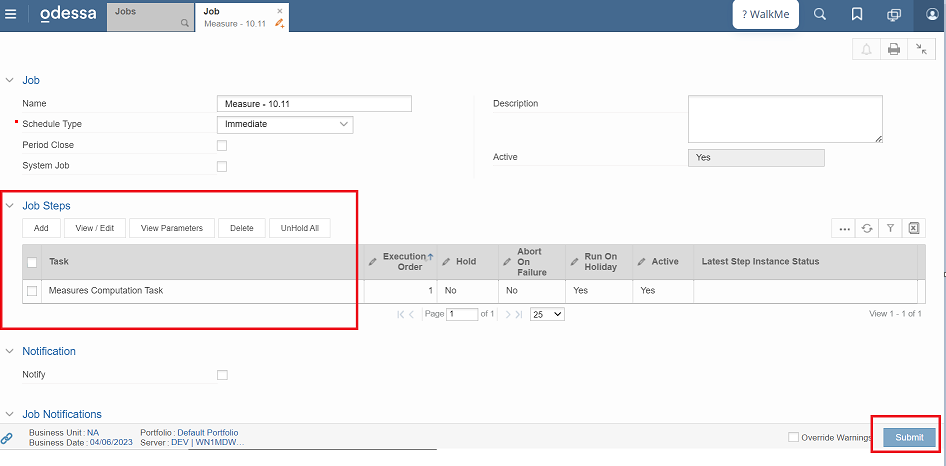 odessa
Jobs
Job
Measure - 10.11
? WalkMe
Job
Name
Measure - 10.11
Description
Schedule Type
Immediate
Period Close
Active
Yes
System Job
Job Steps
Add
View / Edit
View Parameters
Delete
UnHold All
Task
Execution
Order
Hold
Abort
On
Failure
Run On
Holiday
Active
Latest Step Instance Status
Measures Computation Task
1
No
No
Yes
Yes
Page 1 of 1
25
View 1 - 1 of 1
Notification
Notify
Job Notifications
Business Unit : NA
Portfolio : Default Portfolio
Business Date : 04/06/2023
Server : DEV | WN1MDW...
Override Warnings
Submit